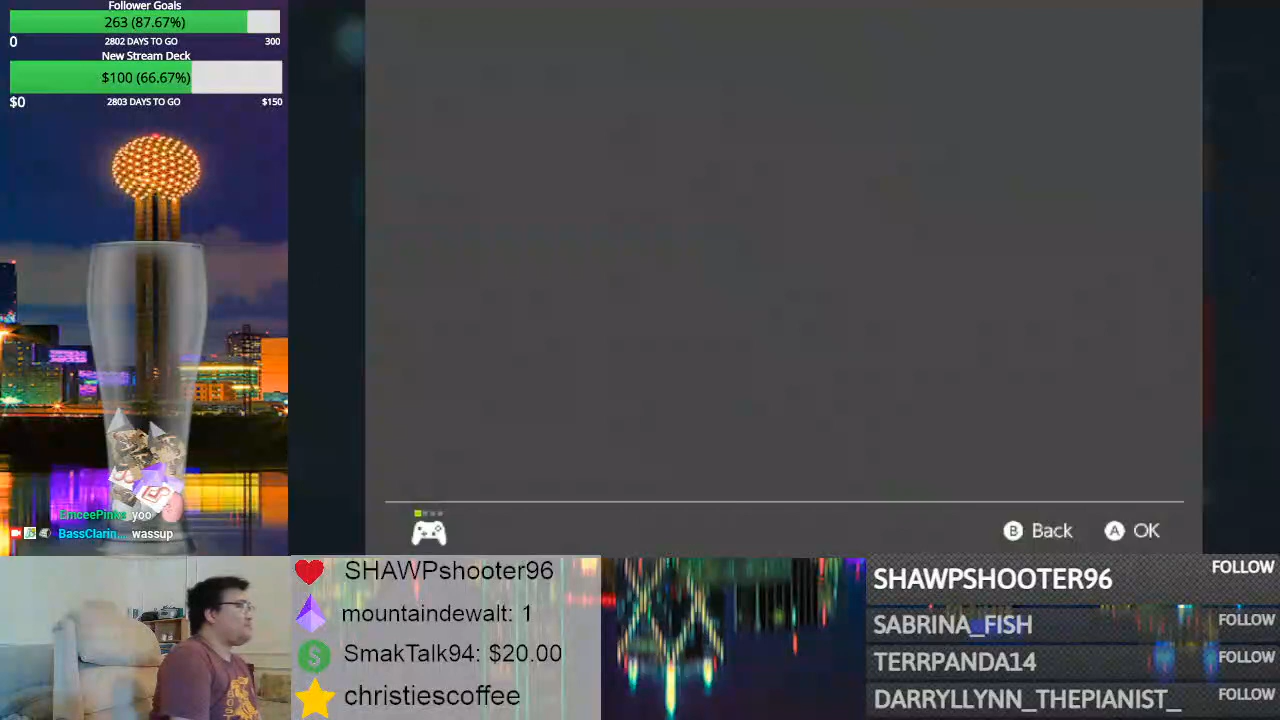 Follower Goals
263 (87.67%)
0 2802 DAYS TO GO 300
New Stream Deck
$100 (66.67%)
$0 2803 DAYS TO GO $150
EmceePinks yoo
BassClarin... wassup
B Back A OK
SHAWPshooter96
mountaindewalt: 1
SmakTalk94: $20.00
christiescoffee
SHAWPSHOOTER96 FOLLOW
SABRINA_FISH FOLLOW
TERRPANDA14 FOLLOW
DARRYLLYNN_THEPIANIST_ FOLLOW